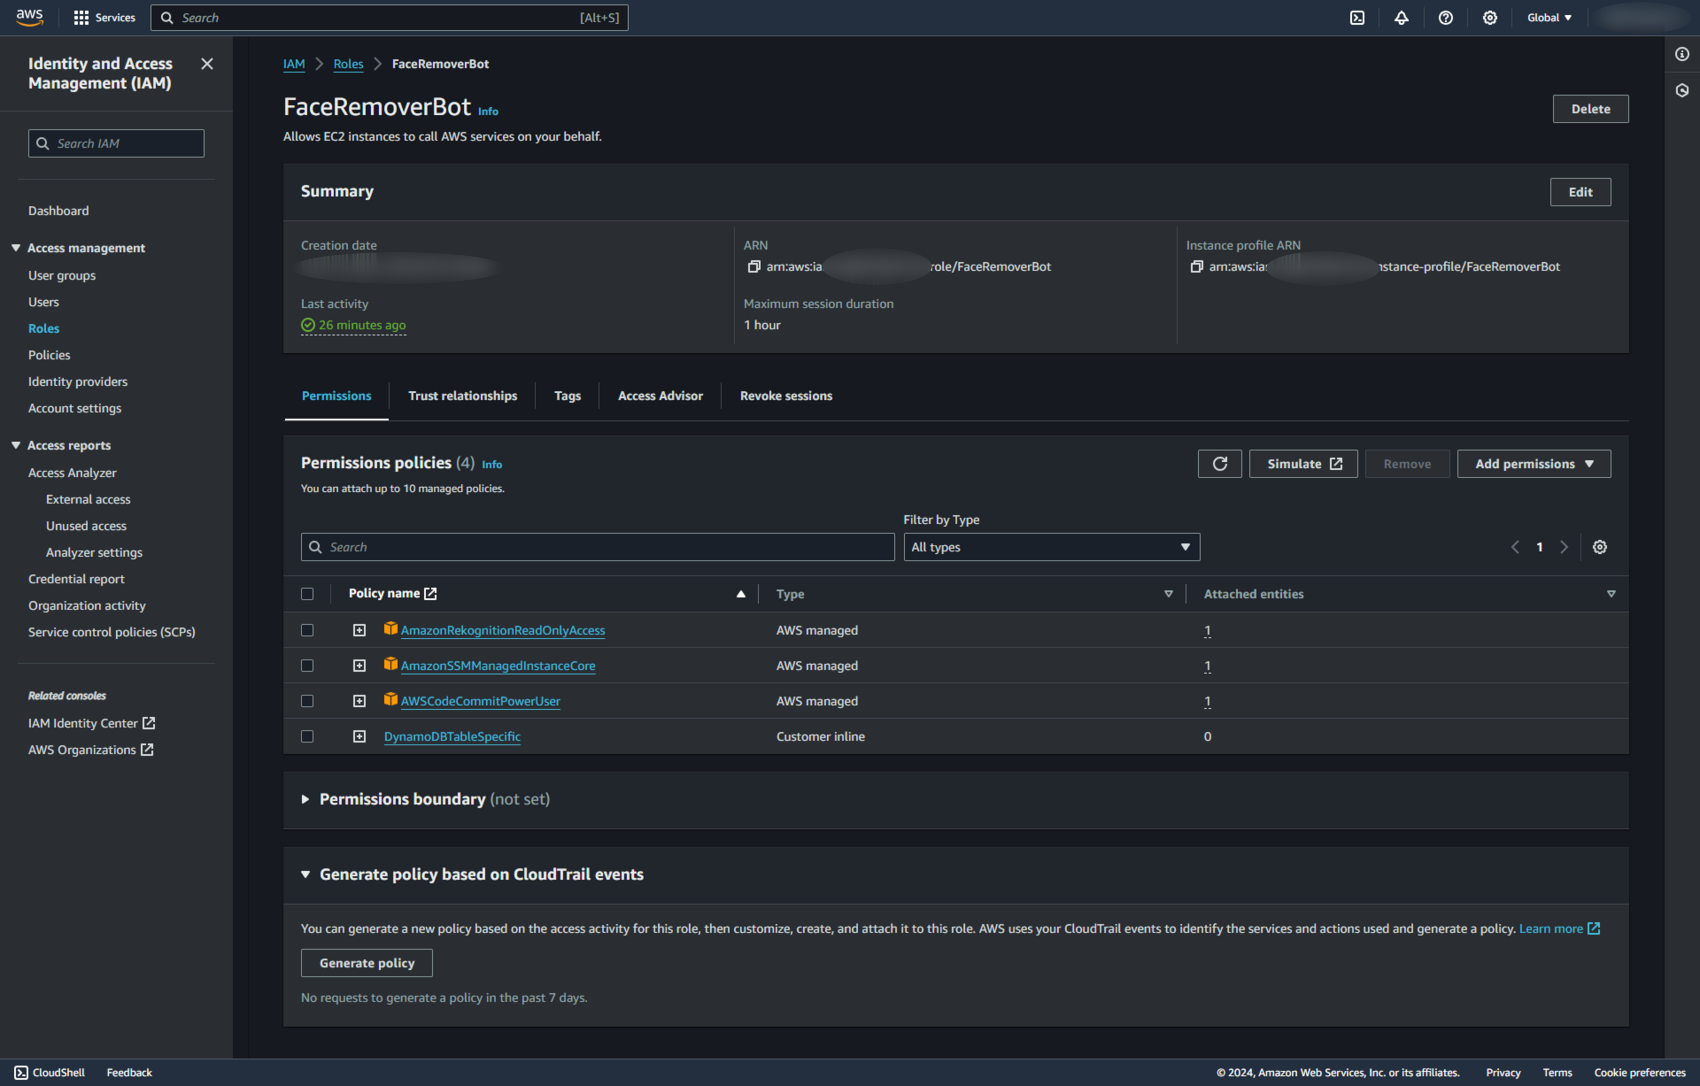 aws
Services
Search
[Alt+S]
Global
Identity and Access Management (IAM)
Search IAM
Dashboard
Access management
User groups
Users
Roles
Policies
Identity providers
Account settings
Access reports
Access Analyzer
External access
Unused access
Analyzer settings
Credential report
Organization activity
Service control policies (SCPs)
Related consoles
IAM Identity Center
AWS Organizations
IAM > Roles > FaceRemoverBot
FaceRemoverBot Info
Delete
Allows EC2 instances to call AWS services on your behalf.
Summary
Edit
Creation date
Last activity
26 minutes ago
ARN
arn:aws:ia role/FaceRemoverBot
Maximum session duration
1 hour
Instance profile ARN
arn:aws:ia nstance-profile/FaceRemoverBot
Permissions
Trust relationships
Tags
Access Advisor
Revoke sessions
Permissions policies (4) Info
You can attach up to 10 managed policies.
Simulate
Remove
Add permissions
Filter by Type
Search
All types
1
Policy name Type Attached entities
AmazonRekognitionReadOnlyAccess AWS managed 1
AmazonSSMManagedInstanceCore AWS managed 1
AWSCodeCommitPowerUser AWS managed 1
DynamoDBTableSpecific Customer inline 0
Permissions boundary (not set)
Generate policy based on CloudTrail events
You can generate a new policy based on the access activity for this role, then customize, create, and attach it to this role. AWS uses your CloudTrail events to identify the services and actions used and generate a policy. Learn more
Generate policy
No requests to generate a policy in the past 7 days.
CloudShell
Feedback
© 2024, Amazon Web Services, Inc. or its affiliates.
Privacy
Terms
Cookie preferences